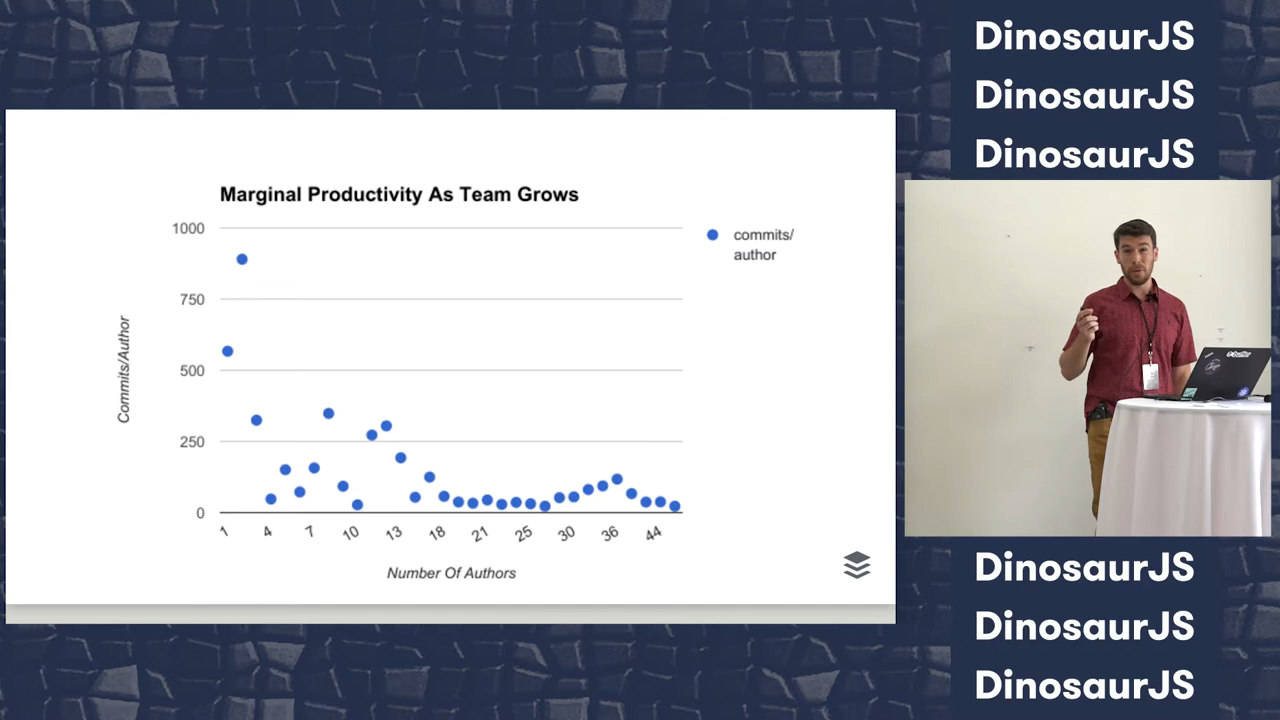 DinosaurJS
DinosaurJS
DinosaurJS
Marginal Productivity As Team Grows
1000
750
500
250
0
Commits/Author
1 4 7 10 13 18 21 25 30 36 44
Number Of Authors
commits/
author
DinosaurJS
DinosaurJS
DinosaurJS